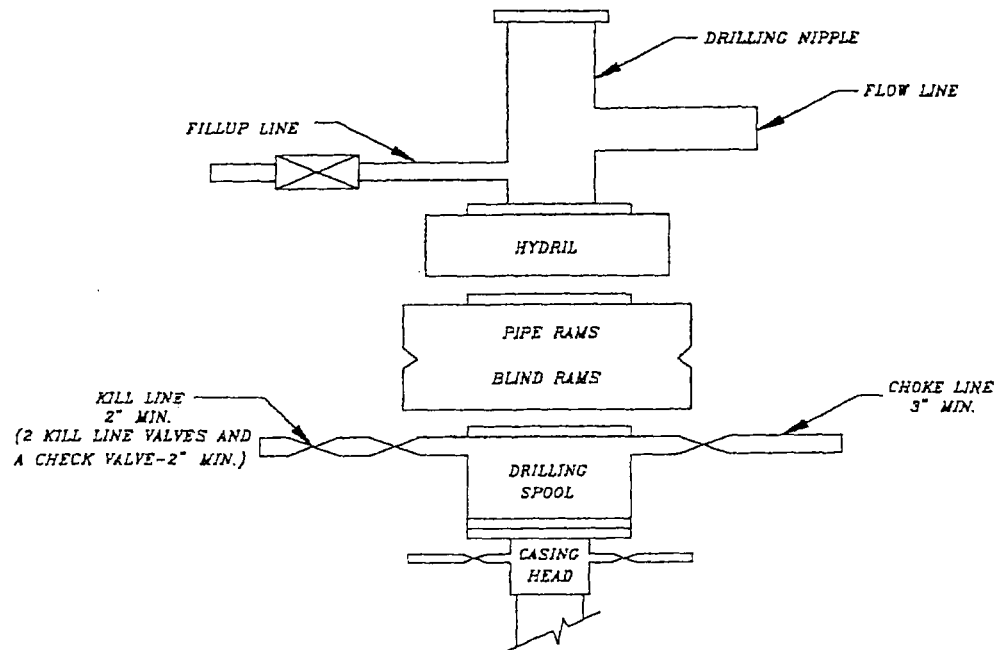 DRILLING NIPPLE
FLOW LINE
FILLUP LINE
HYDRIL
PIPE RAMS
BLIND RAMS
KILL LINE
2" MIN.
(2 KILL LINE VALVES AND
A CHECK VALVE-2" MIN.)
CHOKE LINE
3" MIN.
DRILLING
SPOOL
CASING
HEAD